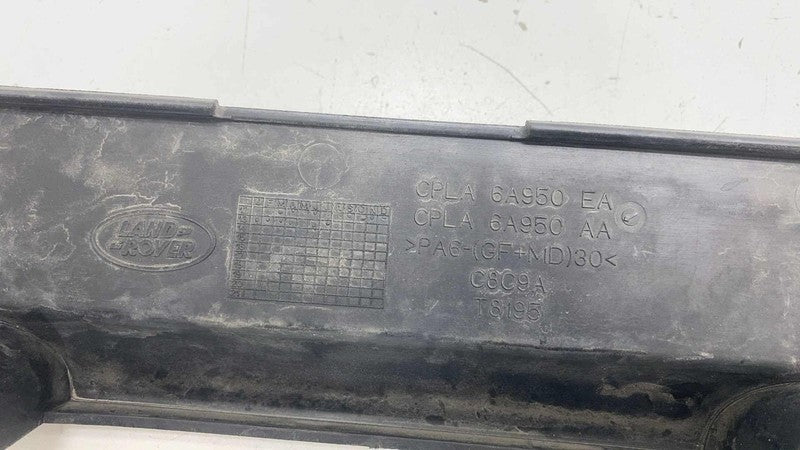 LAND-
-ROVER
CPLA 6A950 EA
CPLA 6A950 AA
>PA6-(GF+MD)30<
C8C9A
T8195